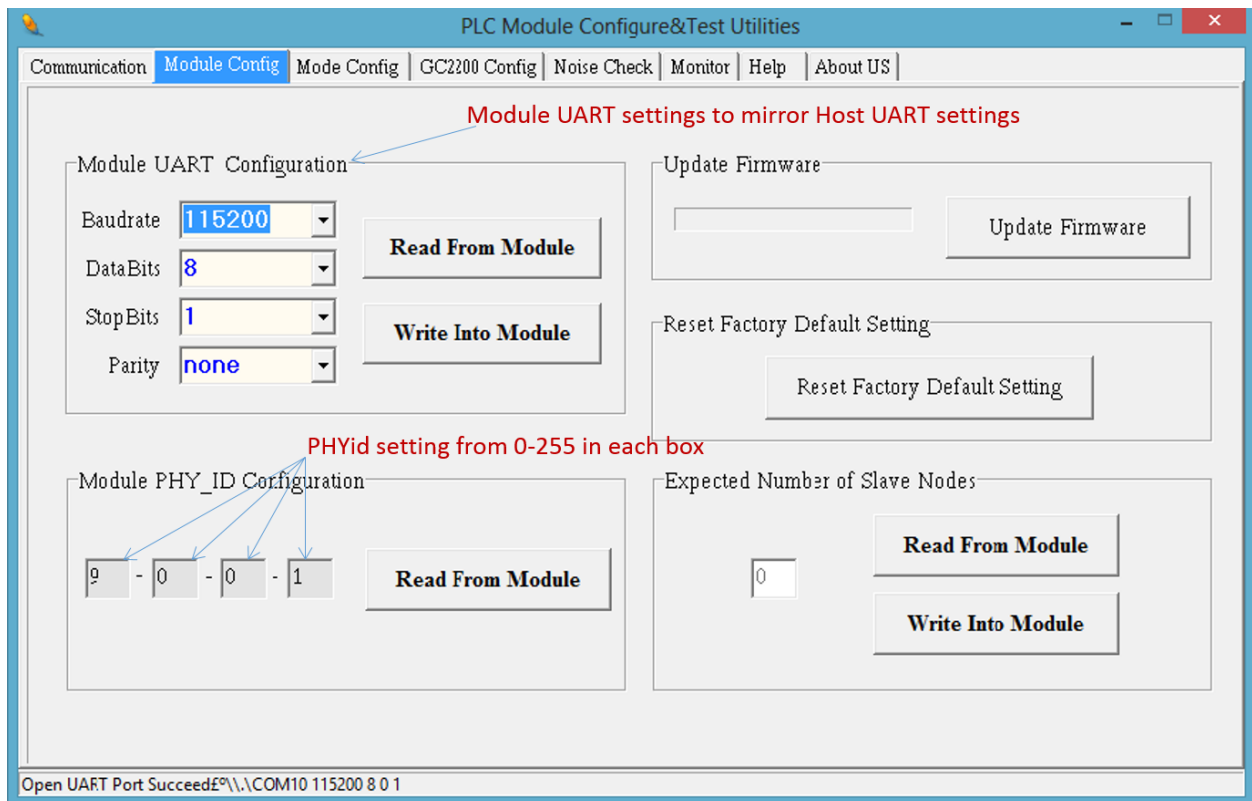 PLC Module Configure&Test Utilities
Communication Module Config Mode Config GC2200 Config Noise Check Monitor Help About US
Module UART settings to mirror Host UART settings
Module UART Configuration
Baudrate 115200
DataBits 8
StopBits 1
Parity none
Read From Module
Write Into Module
Update Firmware
Update Firmware
Reset Factory Default Setting
Reset Factory Default Setting
PHYid setting from 0-255 in each box
Module PHY_ID Configuration
9 - 0 - 0 - 1
Read From Module
Expected Number of Slave Nodes
0
Read From Module
Write Into Module
Open UART Port Succeed£º\\.\COM10 115200 8 0 1